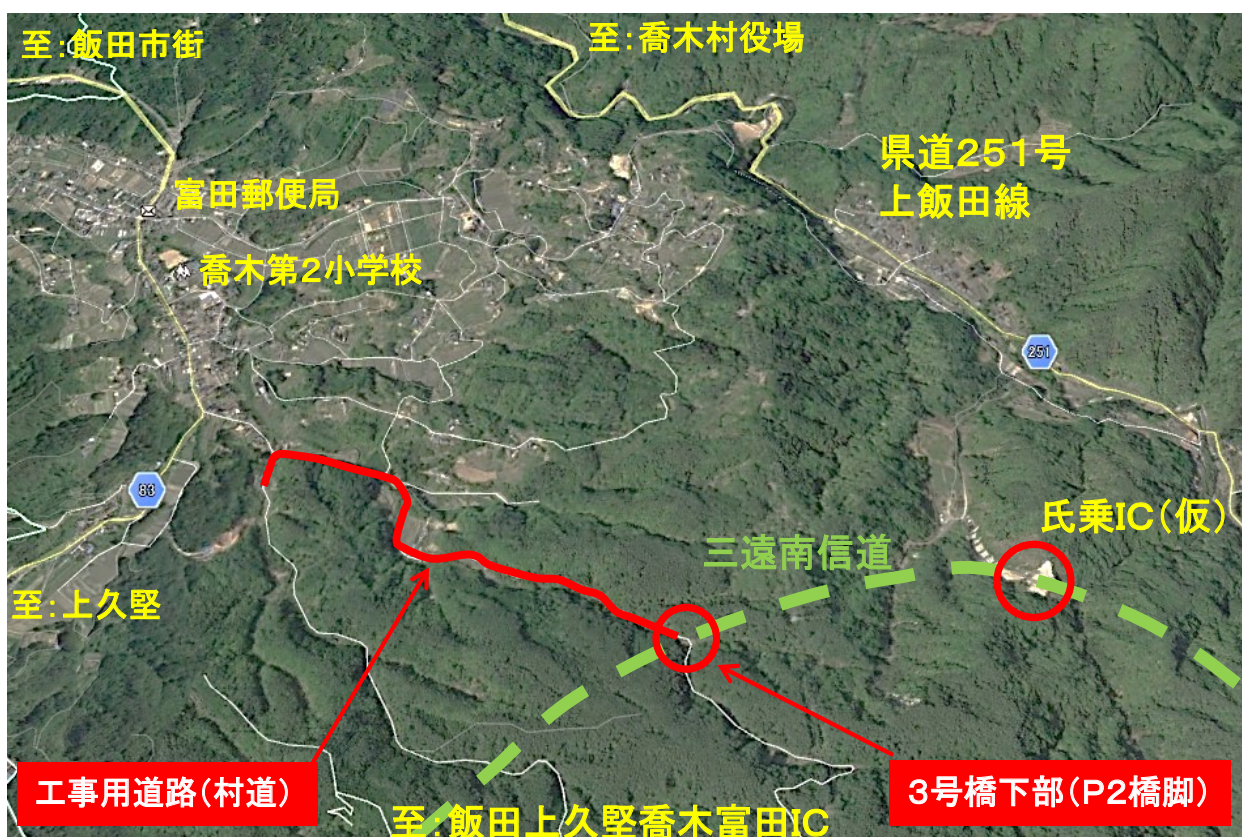 至：飯田市街
至：喬木村役場
県道２５１号
上飯田線
富田郵便局
喬木第２小学校
251
83
氏乗IC（仮）
三遠南信道
至：上久堅
工事用道路（村道）
３号橋下部（P２橋脚）
至：飯田上久堅喬木富田IC